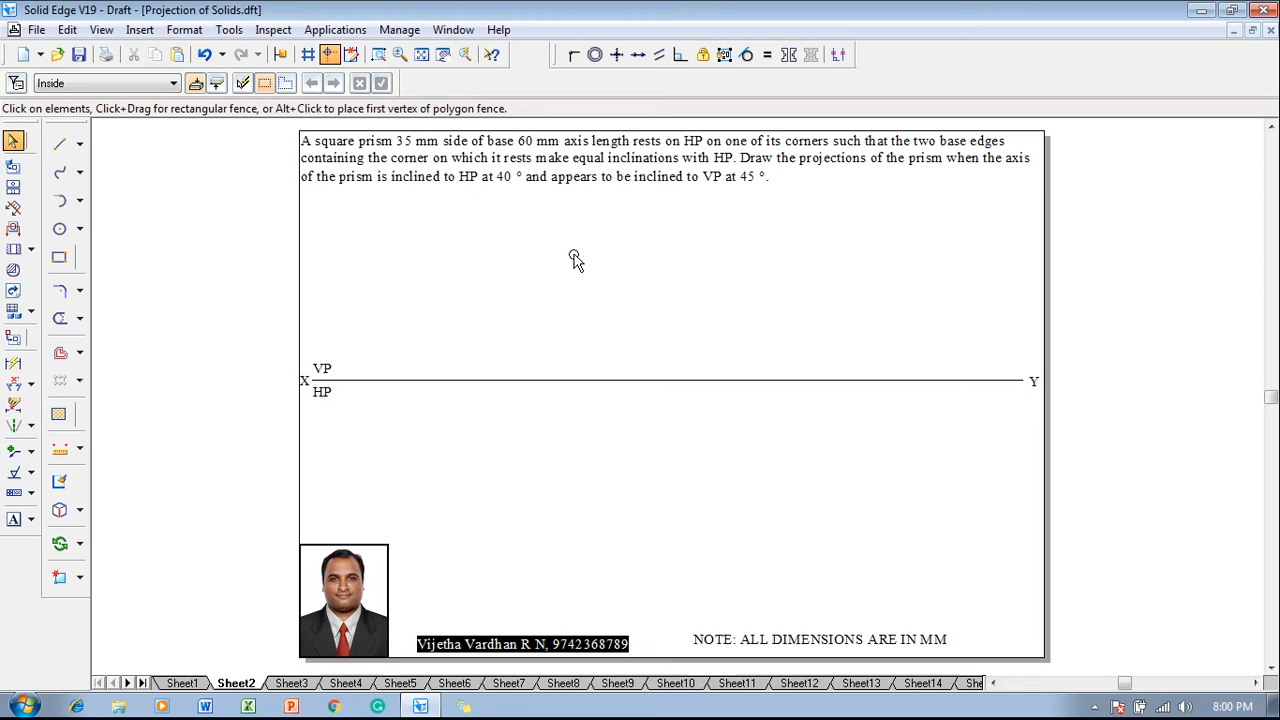 Solid Edge V19 - Draft - [Projection of Solids.dft]
File Edit View Insert Format Tools Inspect Applications Manage Window Help
Inside
Click on elements, Click+Drag for rectangular fence, or Alt+Click to place first vertex of polygon fence.
A square prism 35 mm side of base 60 mm axis length rests on HP on one of its corners such that the two base edges
containing the corner on which it rests make equal inclinations with HP. Draw the projections of the prism when the axis
of the prism is inclined to HP at 40 ° and appears to be inclined to VP at 45 °.
VP
X Y
HP
Vijetha Vardhan R N, 9742368789
NOTE: ALL DIMENSIONS ARE IN MM
Sheet1 Sheet2 Sheet3 Sheet4 Sheet5 Sheet6 Sheet7 Sheet8 Sheet9 Sheet10 Sheet11 Sheet12 Sheet13 Sheet14 She
8:00 PM